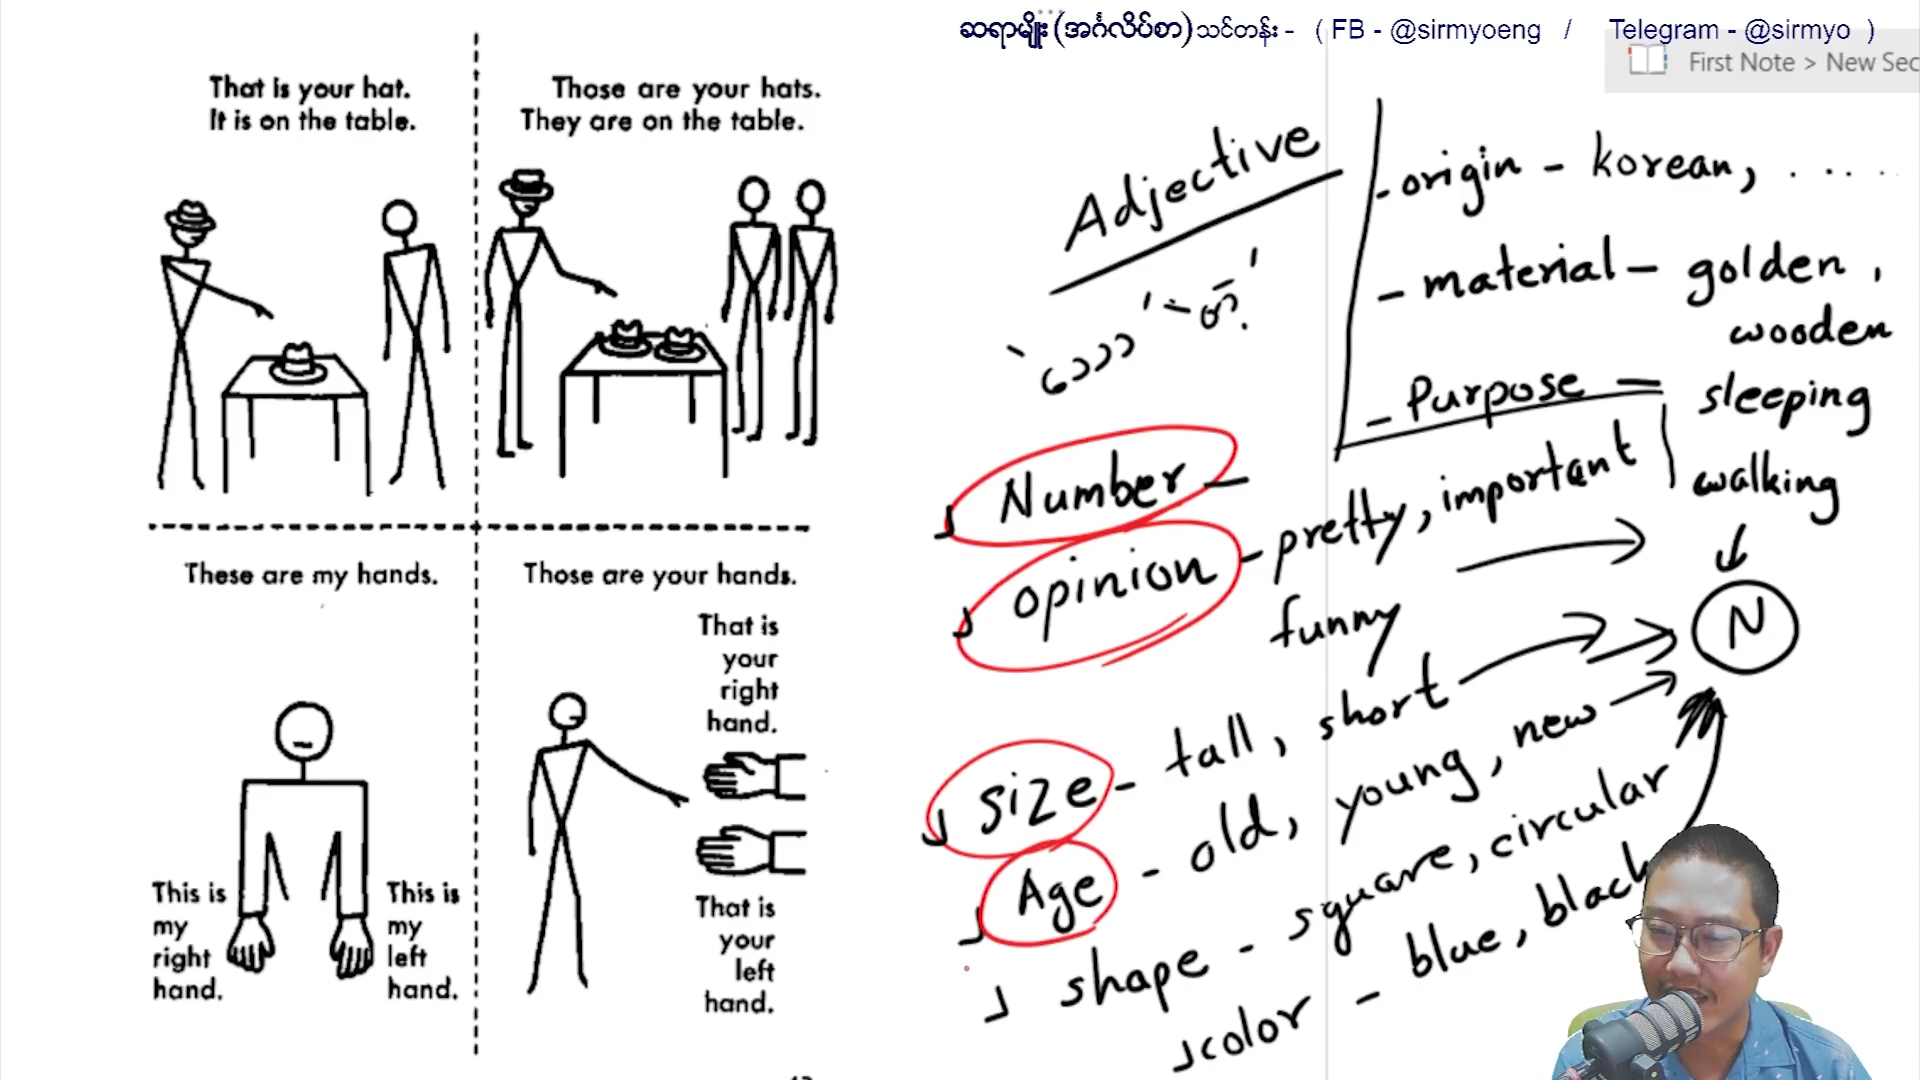 ဆရာမျိုး (အင်္ဂလိပ်စာ) သင်တန်း - ( FB - @sirmyoeng / Telegram - @sirmyo )
First Note > New Sec
That is your hat.
It is on the table.
Those are your hats.
They are on the table.
These are my hands.
This is
my
right
hand.
This is
my
left
hand.
Those are your hands.
That is
your
right
hand.
That is
your
left
hand.
Adjective
- origin - korean, .....
- material - golden,
wooden
- Purpose - sleeping
walking
Number -
opinion - pretty, important
funny
size - tall, short
Age - old, young, new
shape - square, circular
color - blue, black
N